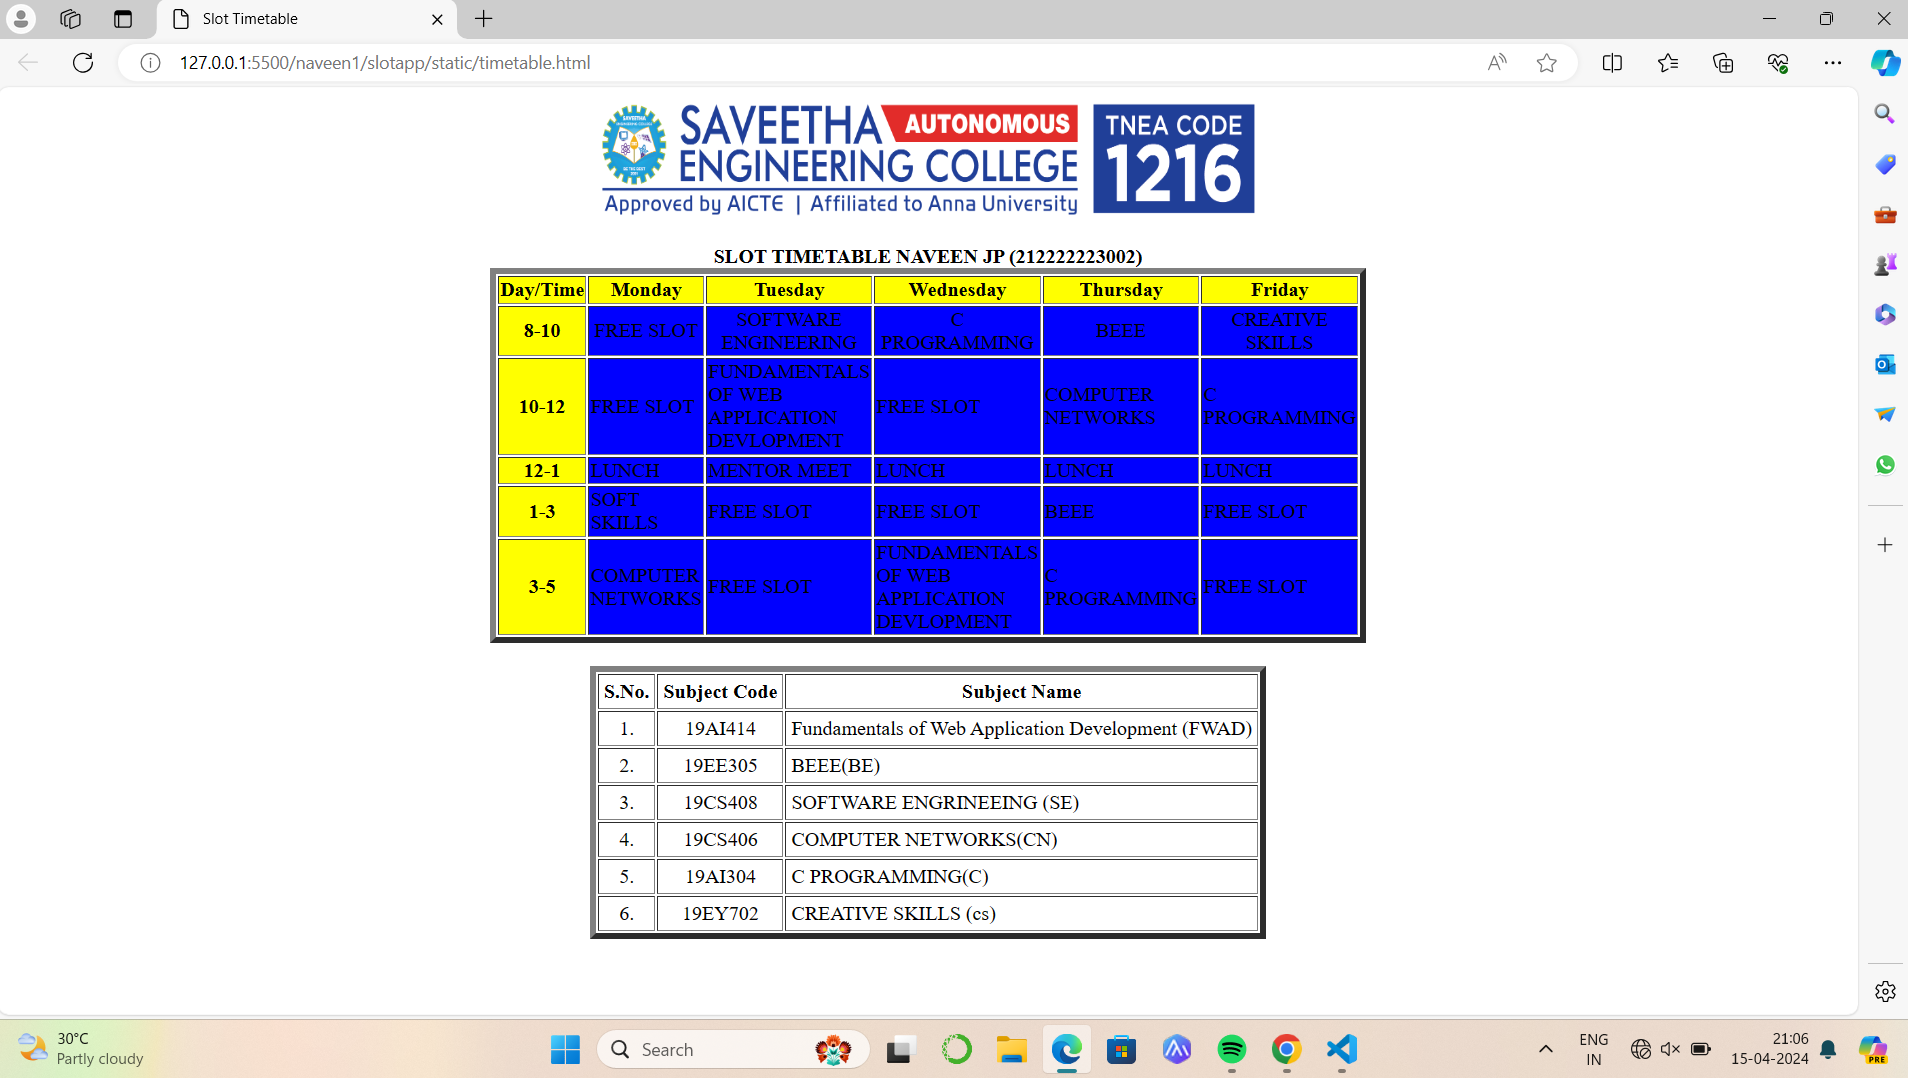 Slot Timetable
127.0.0.1:5500/naveen1/slotapp/static/timetable.html
SAVEETHA AUTONOMOUS
ENGINEERING COLLEGE
Approved by AICTE | Affiliated to Anna University
TNEA CODE
1216
SLOT TIMETABLE NAVEEN JP (212222223002)
Day/Time Monday Tuesday Wednesday Thursday Friday
8-10 FREE SLOT SOFTWARE ENGINEERING C PROGRAMMING BEEE CREATIVE SKILLS
10-12 FREE SLOT FUNDAMENTALS OF WEB APPLICATION DEVLOPMENT FREE SLOT COMPUTER NETWORKS C PROGRAMMING
12-1 LUNCH MENTOR MEET LUNCH LUNCH LUNCH
1-3 SOFT SKILLS FREE SLOT FREE SLOT BEEE FREE SLOT
3-5 COMPUTER NETWORKS FREE SLOT FUNDAMENTALS OF WEB APPLICATION DEVLOPMENT C PROGRAMMING FREE SLOT
S.No. Subject Code Subject Name
1. 19AI414 Fundamentals of Web Application Development (FWAD)
2. 19EE305 BEEE(BE)
3. 19CS408 SOFTWARE ENGRINEEING (SE)
4. 19CS406 COMPUTER NETWORKS(CN)
5. 19AI304 C PROGRAMMING(C)
6. 19EY702 CREATIVE SKILLS (cs)
30°C
Partly cloudy
Search
ENG
IN
21:06
15-04-2024
PRE